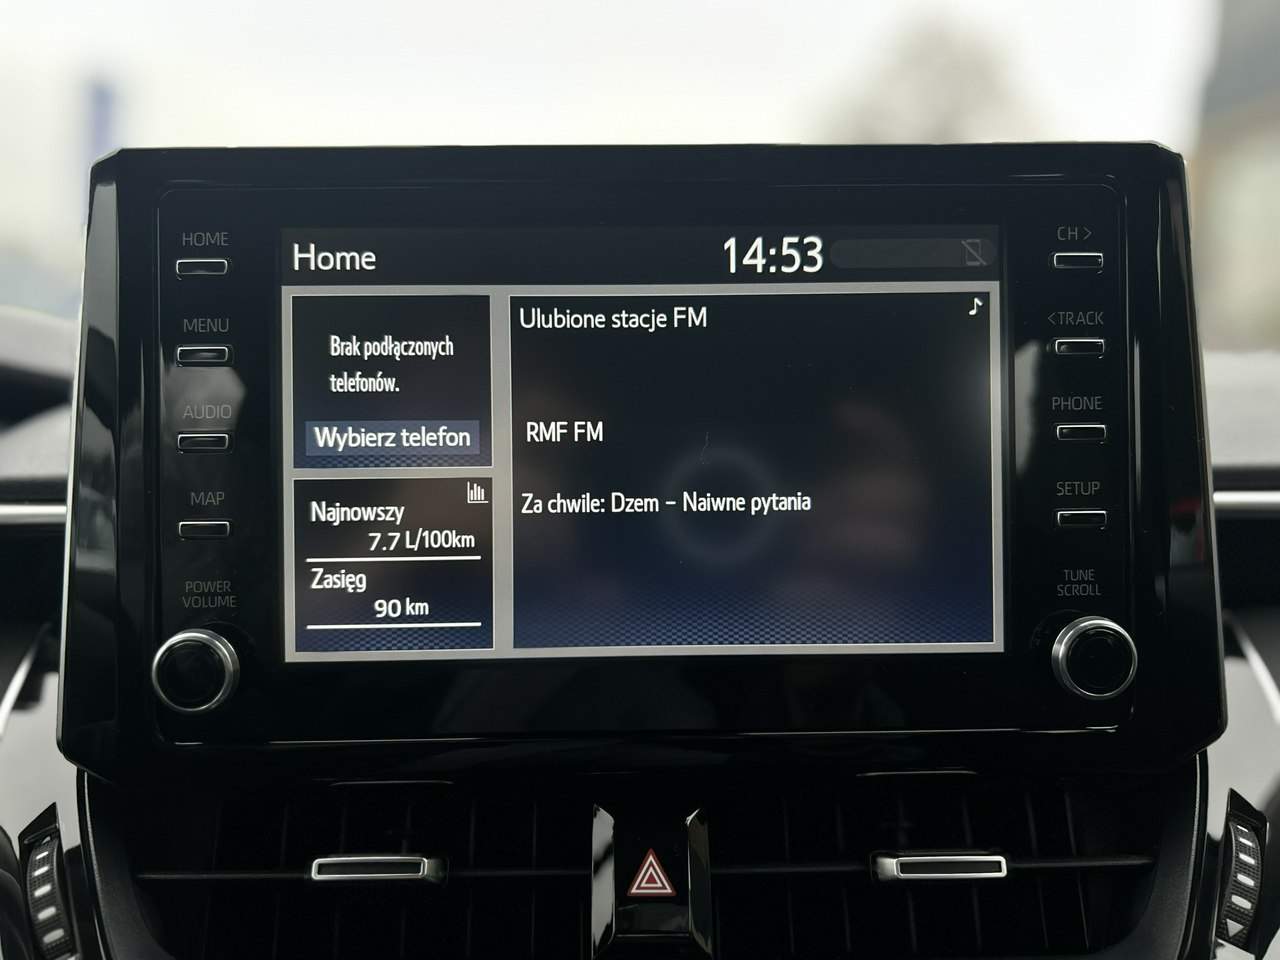 HOME
MENU
AUDIO
MAP
POWER
VOLUME
Home
14:53
Brak podłączonych
telefonów.
Wybierz telefon
Najnowszy
7.7 L/100km
Zasięg
90 km
Ulubione stacje FM
RMF FM
Za chwile: Dzem – Naiwne pytania
CH >
<TRACK
PHONE
SETUP
TUNE
SCROLL